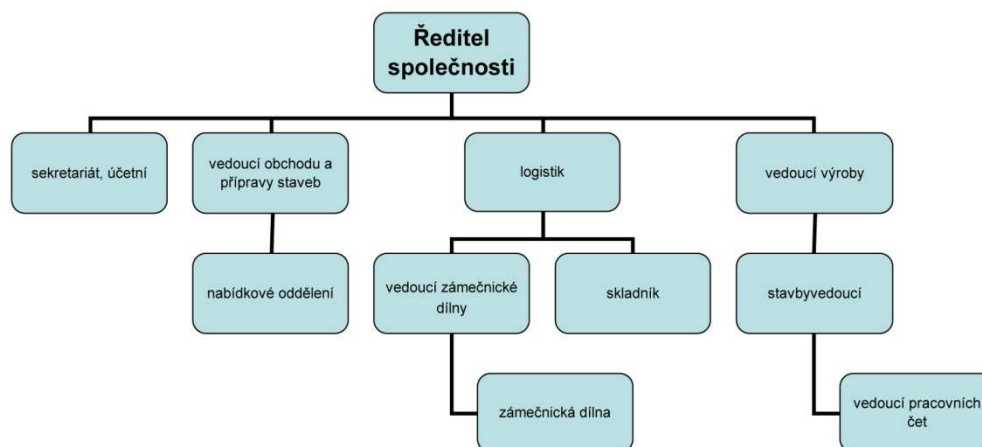 Ředitel
společnosti
sekretariát, účetní
vedoucí obchodu a
přípravy staveb
logistik
vedoucí výroby
nabídkové oddělení
vedoucí zámečnické
dílny
skladník
stavbyvedoucí
zámečnická dílna
vedoucí pracovních
čet